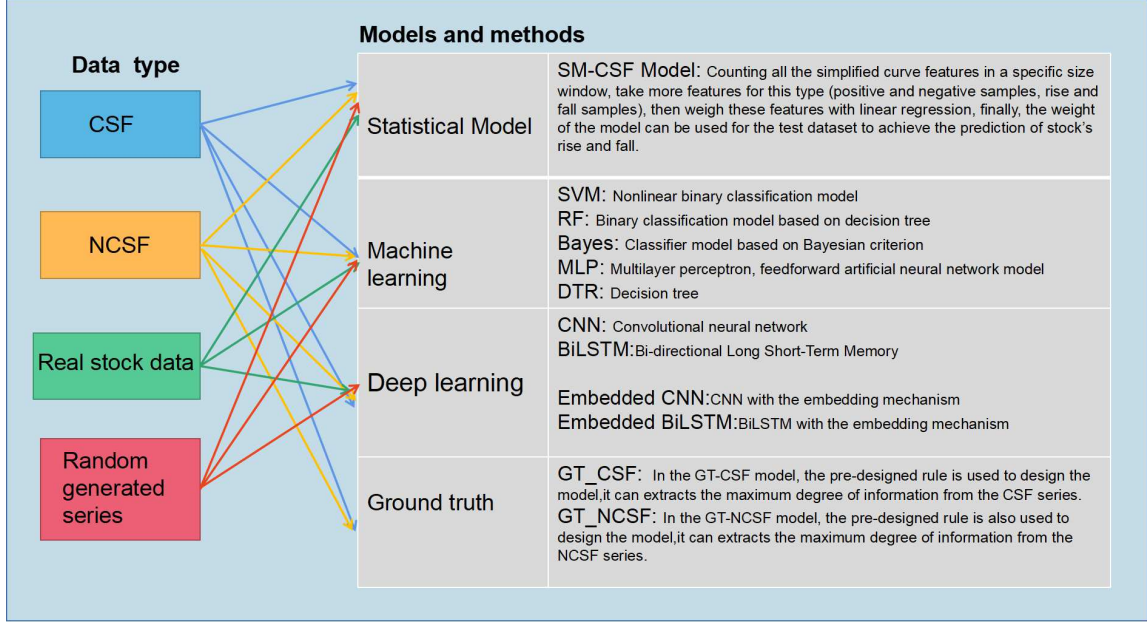 Models and methods
Data type
CSF
NCSF
Real stock data
Random
generated
series
Statistical Model
SM-CSF Model: Counting all the simplified curve features in a specific size
window, take more features for this type (positive and negative samples, rise and
fall samples), then weigh these features with linear regression, finally, the weight
of the model can be used for the test dataset to achieve the prediction of stock's
rise and fall.
Machine
learning
SVM: Nonlinear binary classification model
RF: Binary classification model based on decision tree
Bayes: Classifier model based on Bayesian criterion
MLP: Multilayer perceptron, feedforward artificial neural network model
DTR: Decision tree
Deep learning
CNN: Convolutional neural network
BiLSTM:Bi-directional Long Short-Term Memory
Embedded CNN:CNN with the embedding mechanism
Embedded BiLSTM:BiLSTM with the embedding mechanism
Ground truth
GT_CSF: In the GT-CSF model, the pre-designed rule is used to design the
model,it can extracts the maximum degree of information from the CSF series.
GT_NCSF: In the GT-NCSF model, the pre-designed rule is also used to
design the model,it can extracts the maximum degree of information from the
NCSF series.